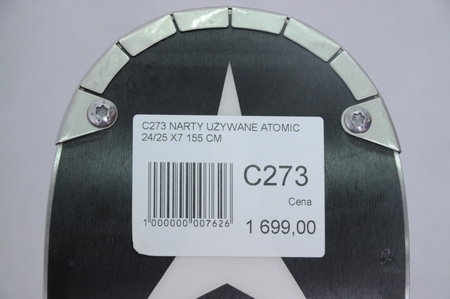 C273 NARTY UŻYWANE ATOMIC
24/25 X7 155 CM
C273
Cena
1 000000 007626
1 699,00